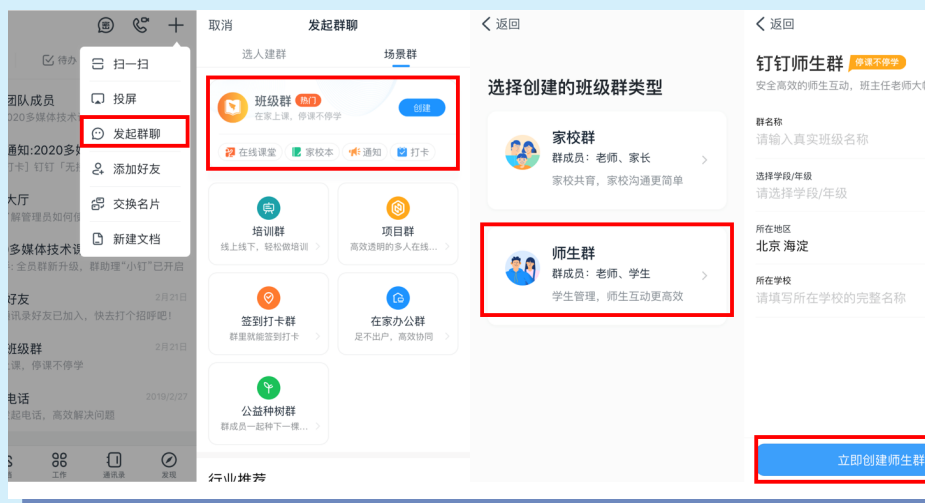 待办
扫一扫
投屏
发起群聊
添加好友
交换名片
新建文档
团队成员
2020多媒体技术
通知:2020多
打卡】钉钉「无
大厅
了解管理员如何使
多媒体技术课
全员群新升级，群助理“小钉”已开启
好友
2月21日
通讯录好友已加入，快去打个招呼吧！
班级群
2月21日
上课，停课不停学
电话
2019/2/27
发起电话，高效解决问题
工作
通讯录
发现
取消
发起群聊
选人建群
场景群
班级群 热门
在家上课，停课不停学
创建
在线课堂
家校本
通知
打卡
培训群
线上线下，轻松做培训
项目群
高效透明的多人在线...
签到打卡群
群里就能签到打卡
在家办公群
足不出户，高效协同
公益种树群
群成员一起种下一棵...
行业推荐
返回
选择创建的班级群类型
家校群
群成员：老师、家长
家校共育，家校沟通更简单
师生群
群成员：老师、学生
学生管理，师生互动更高效
返回
钉钉师生群 停课不停学
安全高效的师生互动，班主任老师大
群名称
请输入真实班级名称
选择学段/年级
请选择学段/年级
所在地区
北京 海淀
所在学校
请填写所在学校的完整名称
立即创建师生群